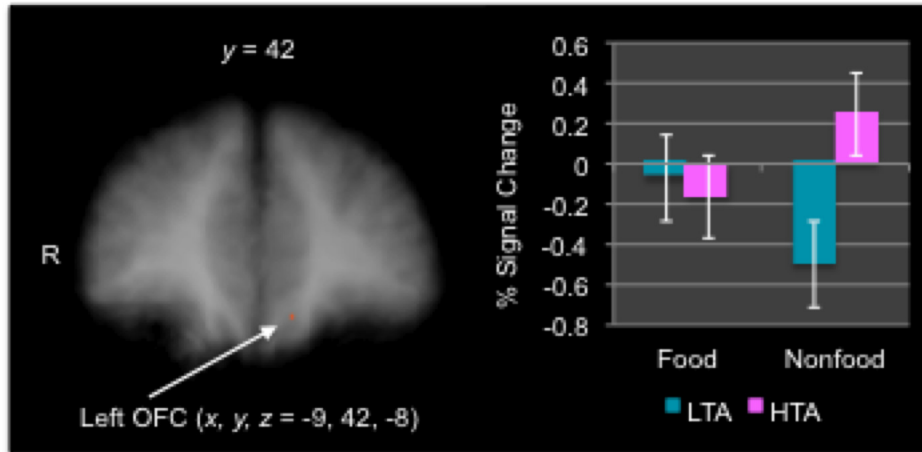 y = 42
R
Left OFC (x, y, z = -9, 42, -8)
% Signal Change
0.6
0.4
0.2
0
-0.2
-0.4
-0.6
-0.8
Food Nonfood
LTA HTA